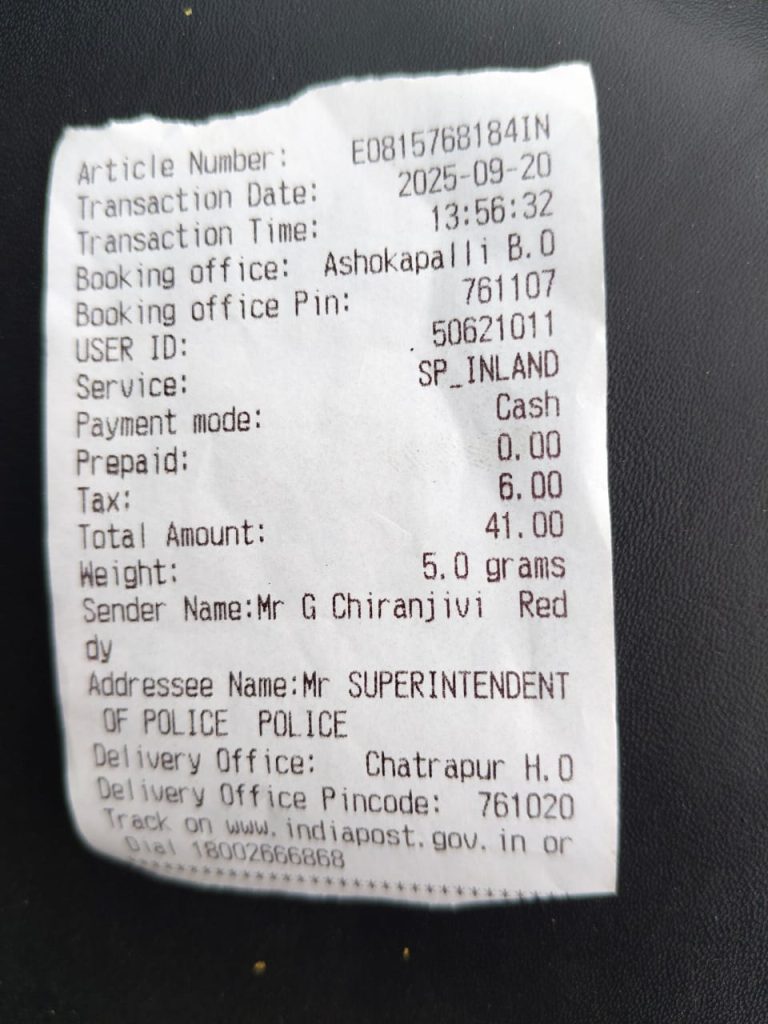 Article Number: EO815768184IN
Transaction Date: 2025-09-20
Transaction Time: 13:56:32
Booking office: Ashokapalli B.O
Booking office Pin: 761107
USER ID: 50621011
Service: SP_INLAND
Payment mode: Cash
Prepaid: 0.00
Tax: 6.00
Total Amount: 41.00
Weight: 5.0 grams
Sender Name:Mr G Chiranjivi Red
dy
Addressee Name:Mr SUPERINTENDENT
OF POLICE POLICE
Delivery Office: Chatrapur H.O
Delivery Office Pincode: 761020
Track on www.indiapost.gov.in or
Dial 18002666868